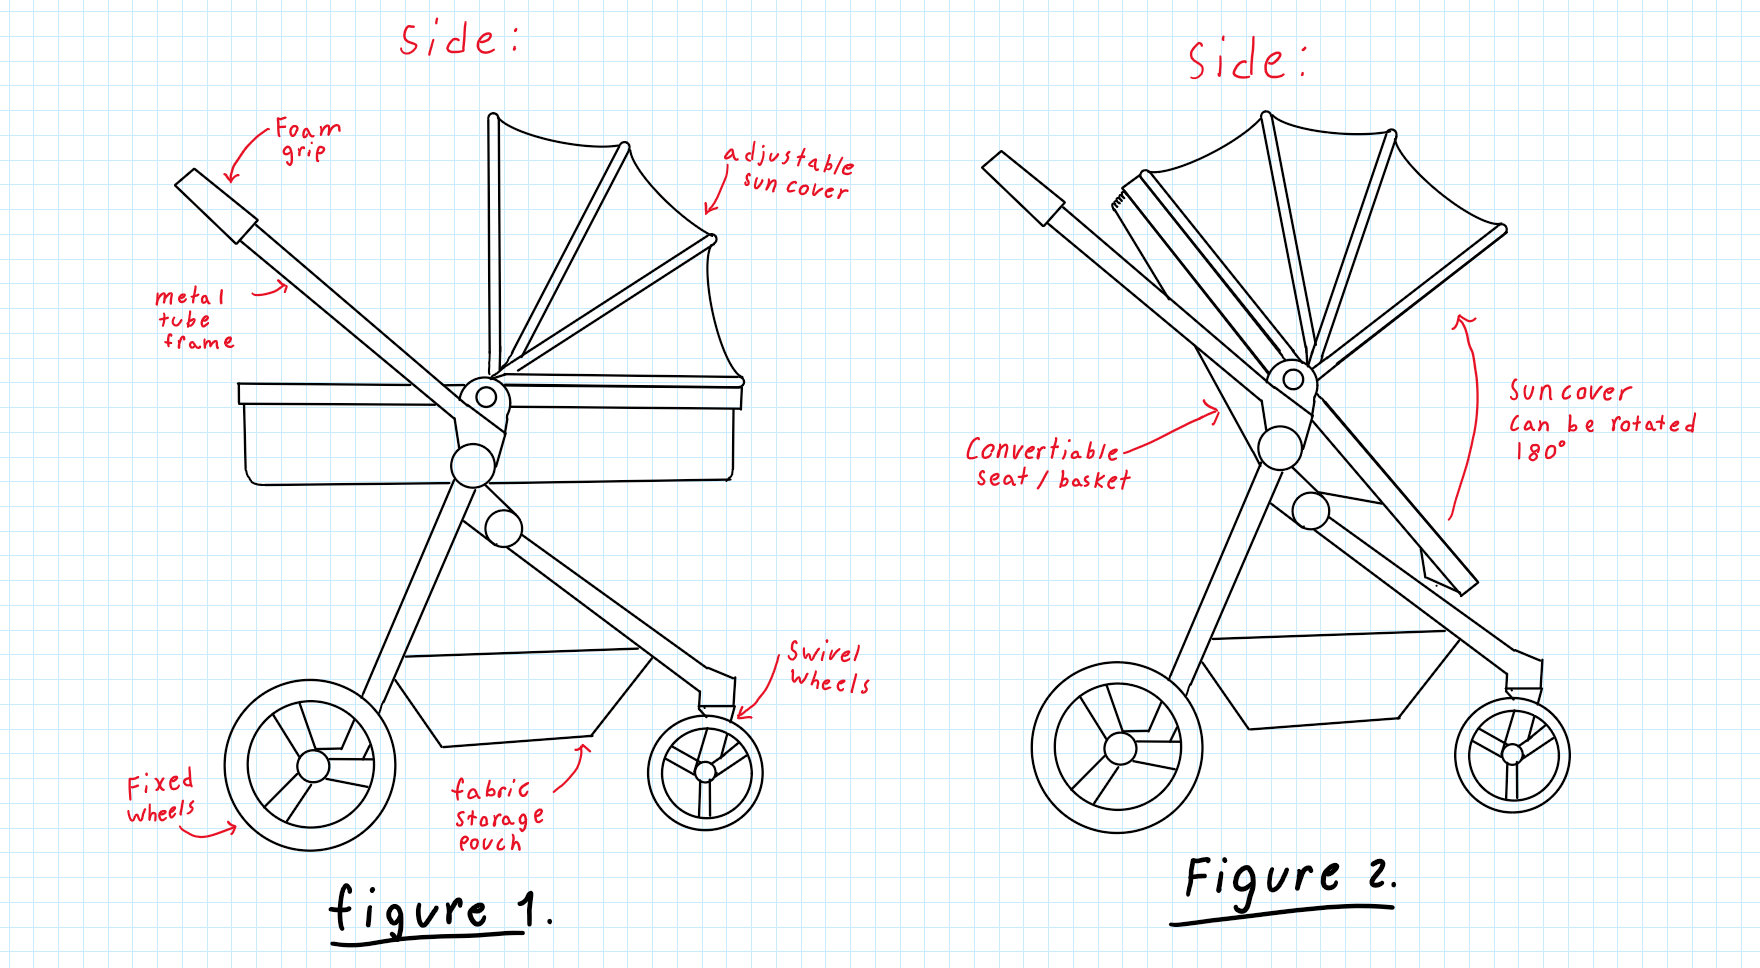 Side:
Foam
grip
adjustable
sun cover
metal
tube
frame
Swivel
wheels
Fixed
wheels
fabric
storage
pouch
figure 1.
Side:
Convertiable
seat / basket
Sun cover
Can be rotated
180°
Figure 2.